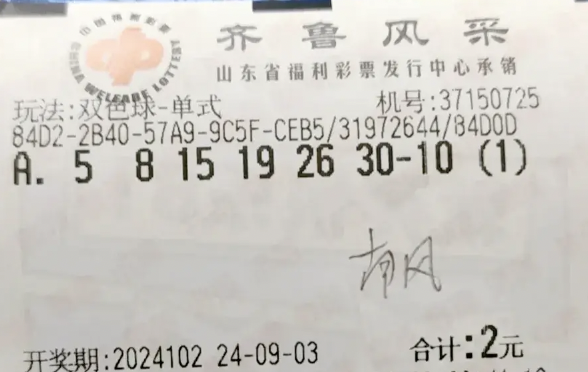 中国福利彩票
CHINA WELFARE LOTTERY
齐鲁风采
山东省福利彩票发行中心承销
玩法:双色球-单式 机号:37150725
84D2-2B40-57A9-9C5F-CEB5/31972644/84D0D
A. 5 8 15 19 26 30-10 (1)
开奖期:2024102 24-09-03 合计:2元